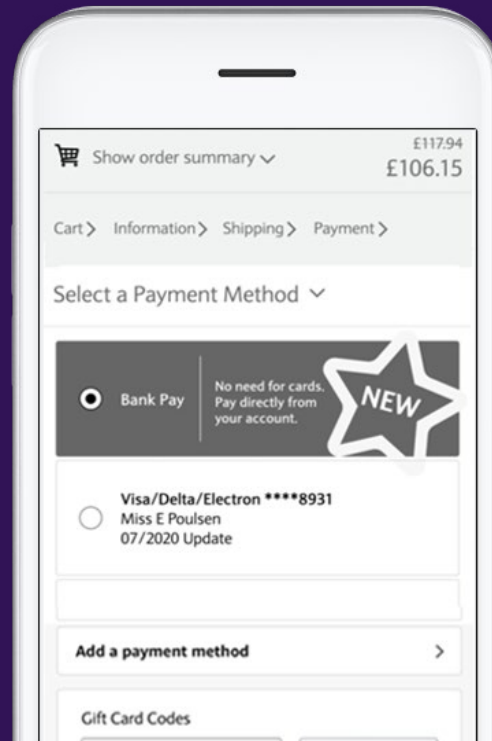 Show order summary
£117.94
£106.15
Cart> Information> Shipping> Payment>
Select a Payment Method
Bank Pay
No need for cards.
Pay directly from
your account.
NEW
Visa/Delta/Electron ****8931
Miss E Poulsen
07/2020 Update
Add a payment method >
Gift Card Codes